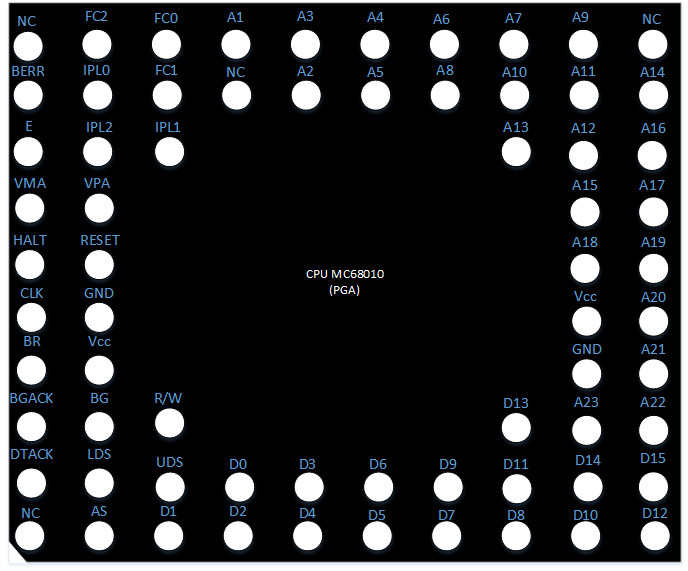 NC FC2 FC0 A1 A3 A4 A6 A7 A9 NC
BERR IPL0 FC1 NC A2 A5 A8 A10 A11 A14
E IPL2 IPL1 A13 A12 A16
VMA VPA A15 A17
HALT RESET A18 A19
CPU MC68010
(PGA)
CLK GND Vcc A20
BR Vcc GND A21
BGACK BG R/W D13 A23 A22
DTACK LDS UDS D0 D3 D6 D9 D11 D14 D15
NC AS D1 D2 D4 D5 D7 D8 D10 D12